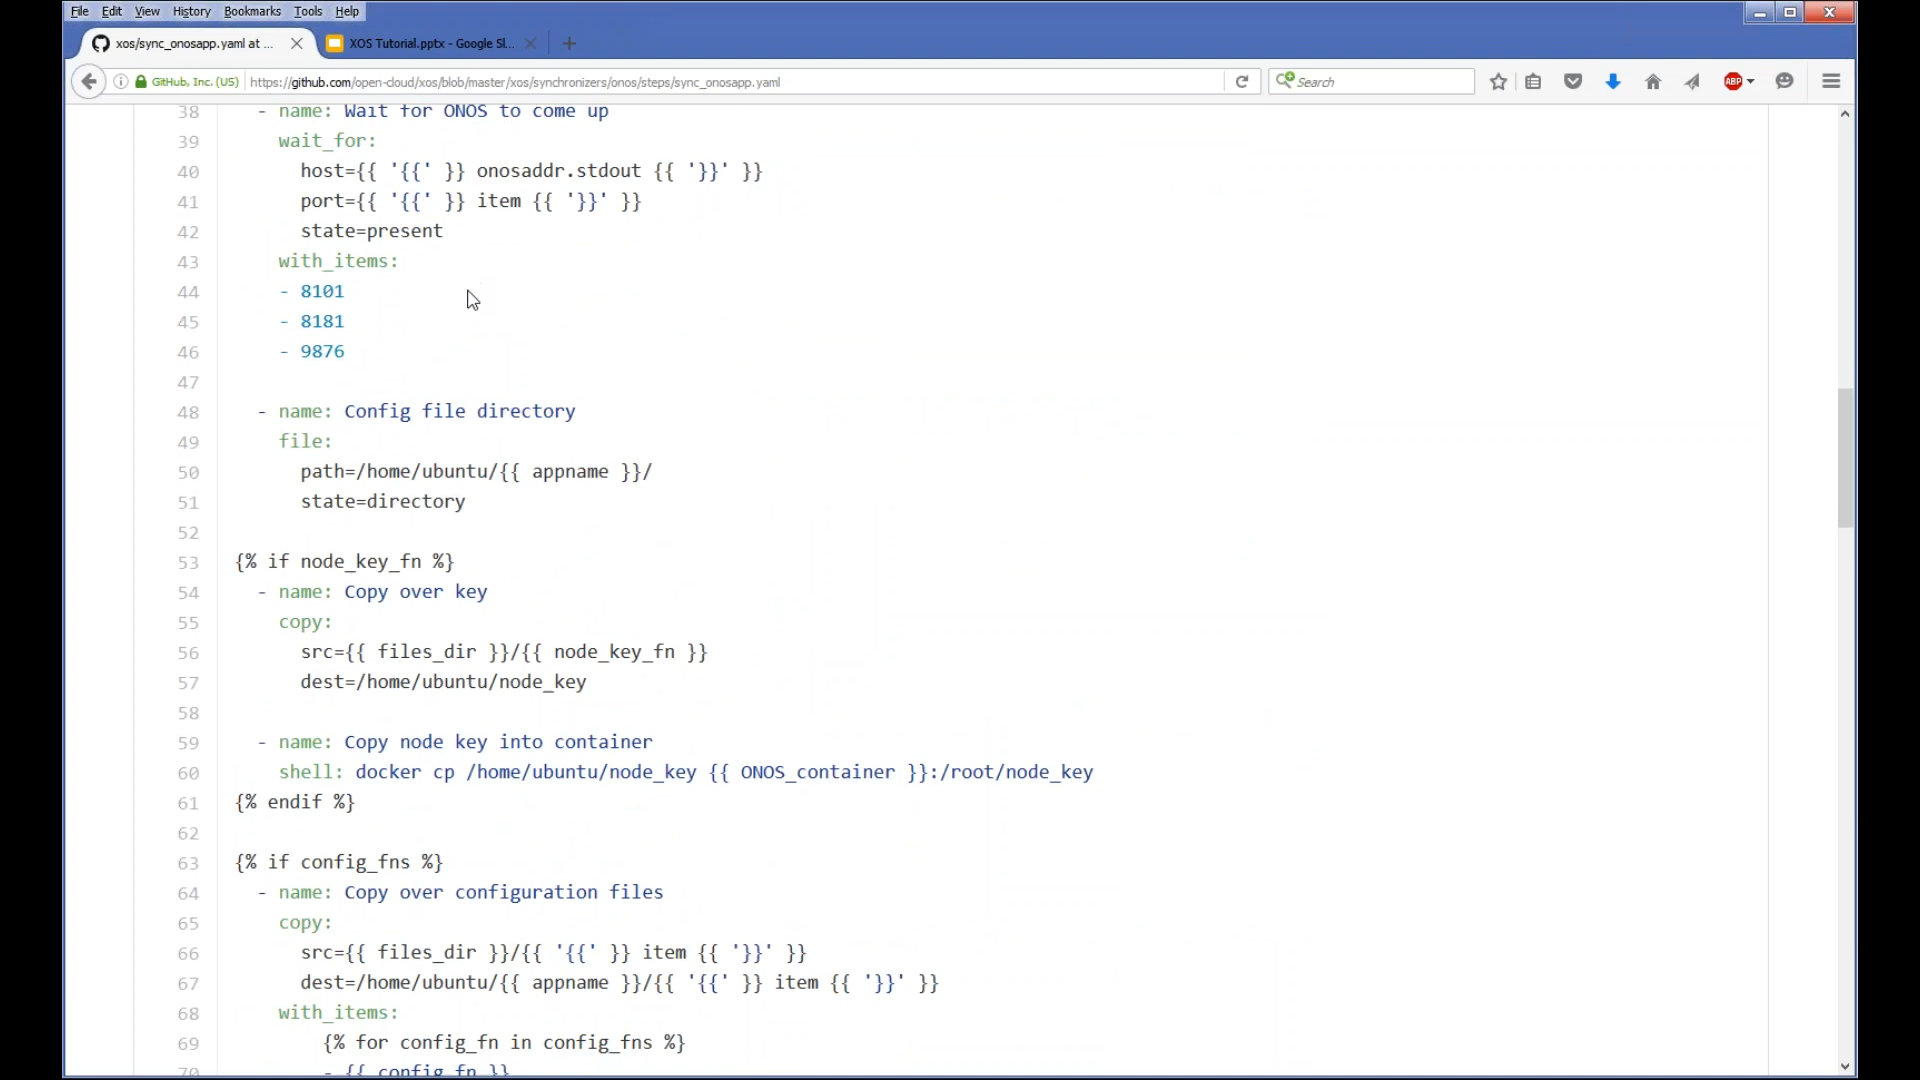 File Edit View History Bookmarks Tools Help
xos/sync_onosapp.yaml at ...
XOS Tutorial.pptx - Google Sl...
GitHub, Inc. (US) https://github.com/open-cloud/xos/blob/master/xos/synchronizers/onos/steps/sync_onosapp.yaml Search ABP
38 - name: Wait for ONOS to come up
39 wait_for:
40 host={{ '{{' }} onosaddr.stdout {{ '}}' }}
41 port={{ '{{' }} item {{ '}}' }}
42 state=present
43 with_items:
44 - 8101
45 - 8181
46 - 9876
47
48 - name: Config file directory
49 file:
50 path=/home/ubuntu/{{ appname }}/
51 state=directory
52
53 {% if node_key_fn %}
54 - name: Copy over key
55 copy:
56 src={{ files_dir }}/{{ node_key_fn }}
57 dest=/home/ubuntu/node_key
58
59 - name: Copy node key into container
60 shell: docker cp /home/ubuntu/node_key {{ ONOS_container }}:/root/node_key
61 {% endif %}
62
63 {% if config_fns %}
64 - name: Copy over configuration files
65 copy:
66 src={{ files_dir }}/{{ '{{' }} item {{ '}}' }}
67 dest=/home/ubuntu/{{ appname }}/{{ '{{' }} item {{ '}}' }}
68 with_items:
69 {% for config_fn in config_fns %}
70 - {{ config_fn }}